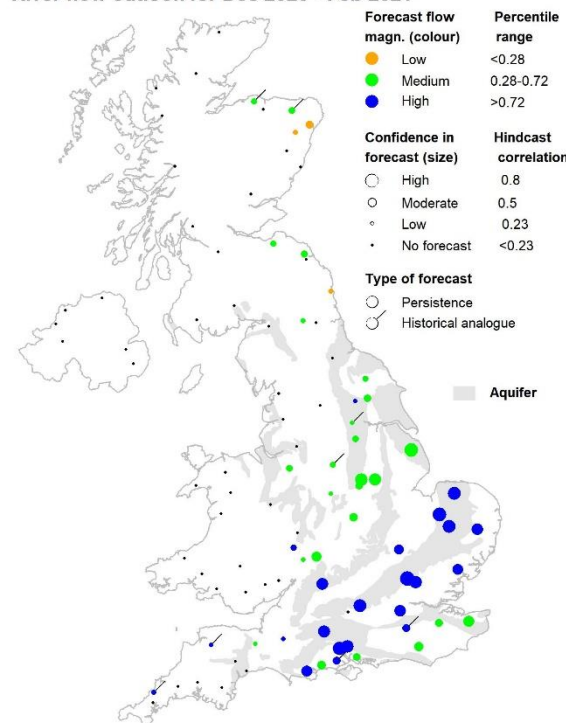 Forecast flow Percentile
magn. (colour) range
Low <0.28
Medium 0.28-0.72
High >0.72
Confidence in Hindcast
forecast (size) correlation
High 0.8
Moderate 0.5
Low 0.23
No forecast <0.23
Type of forecast
Persistence
Historical analogue
Aquifer